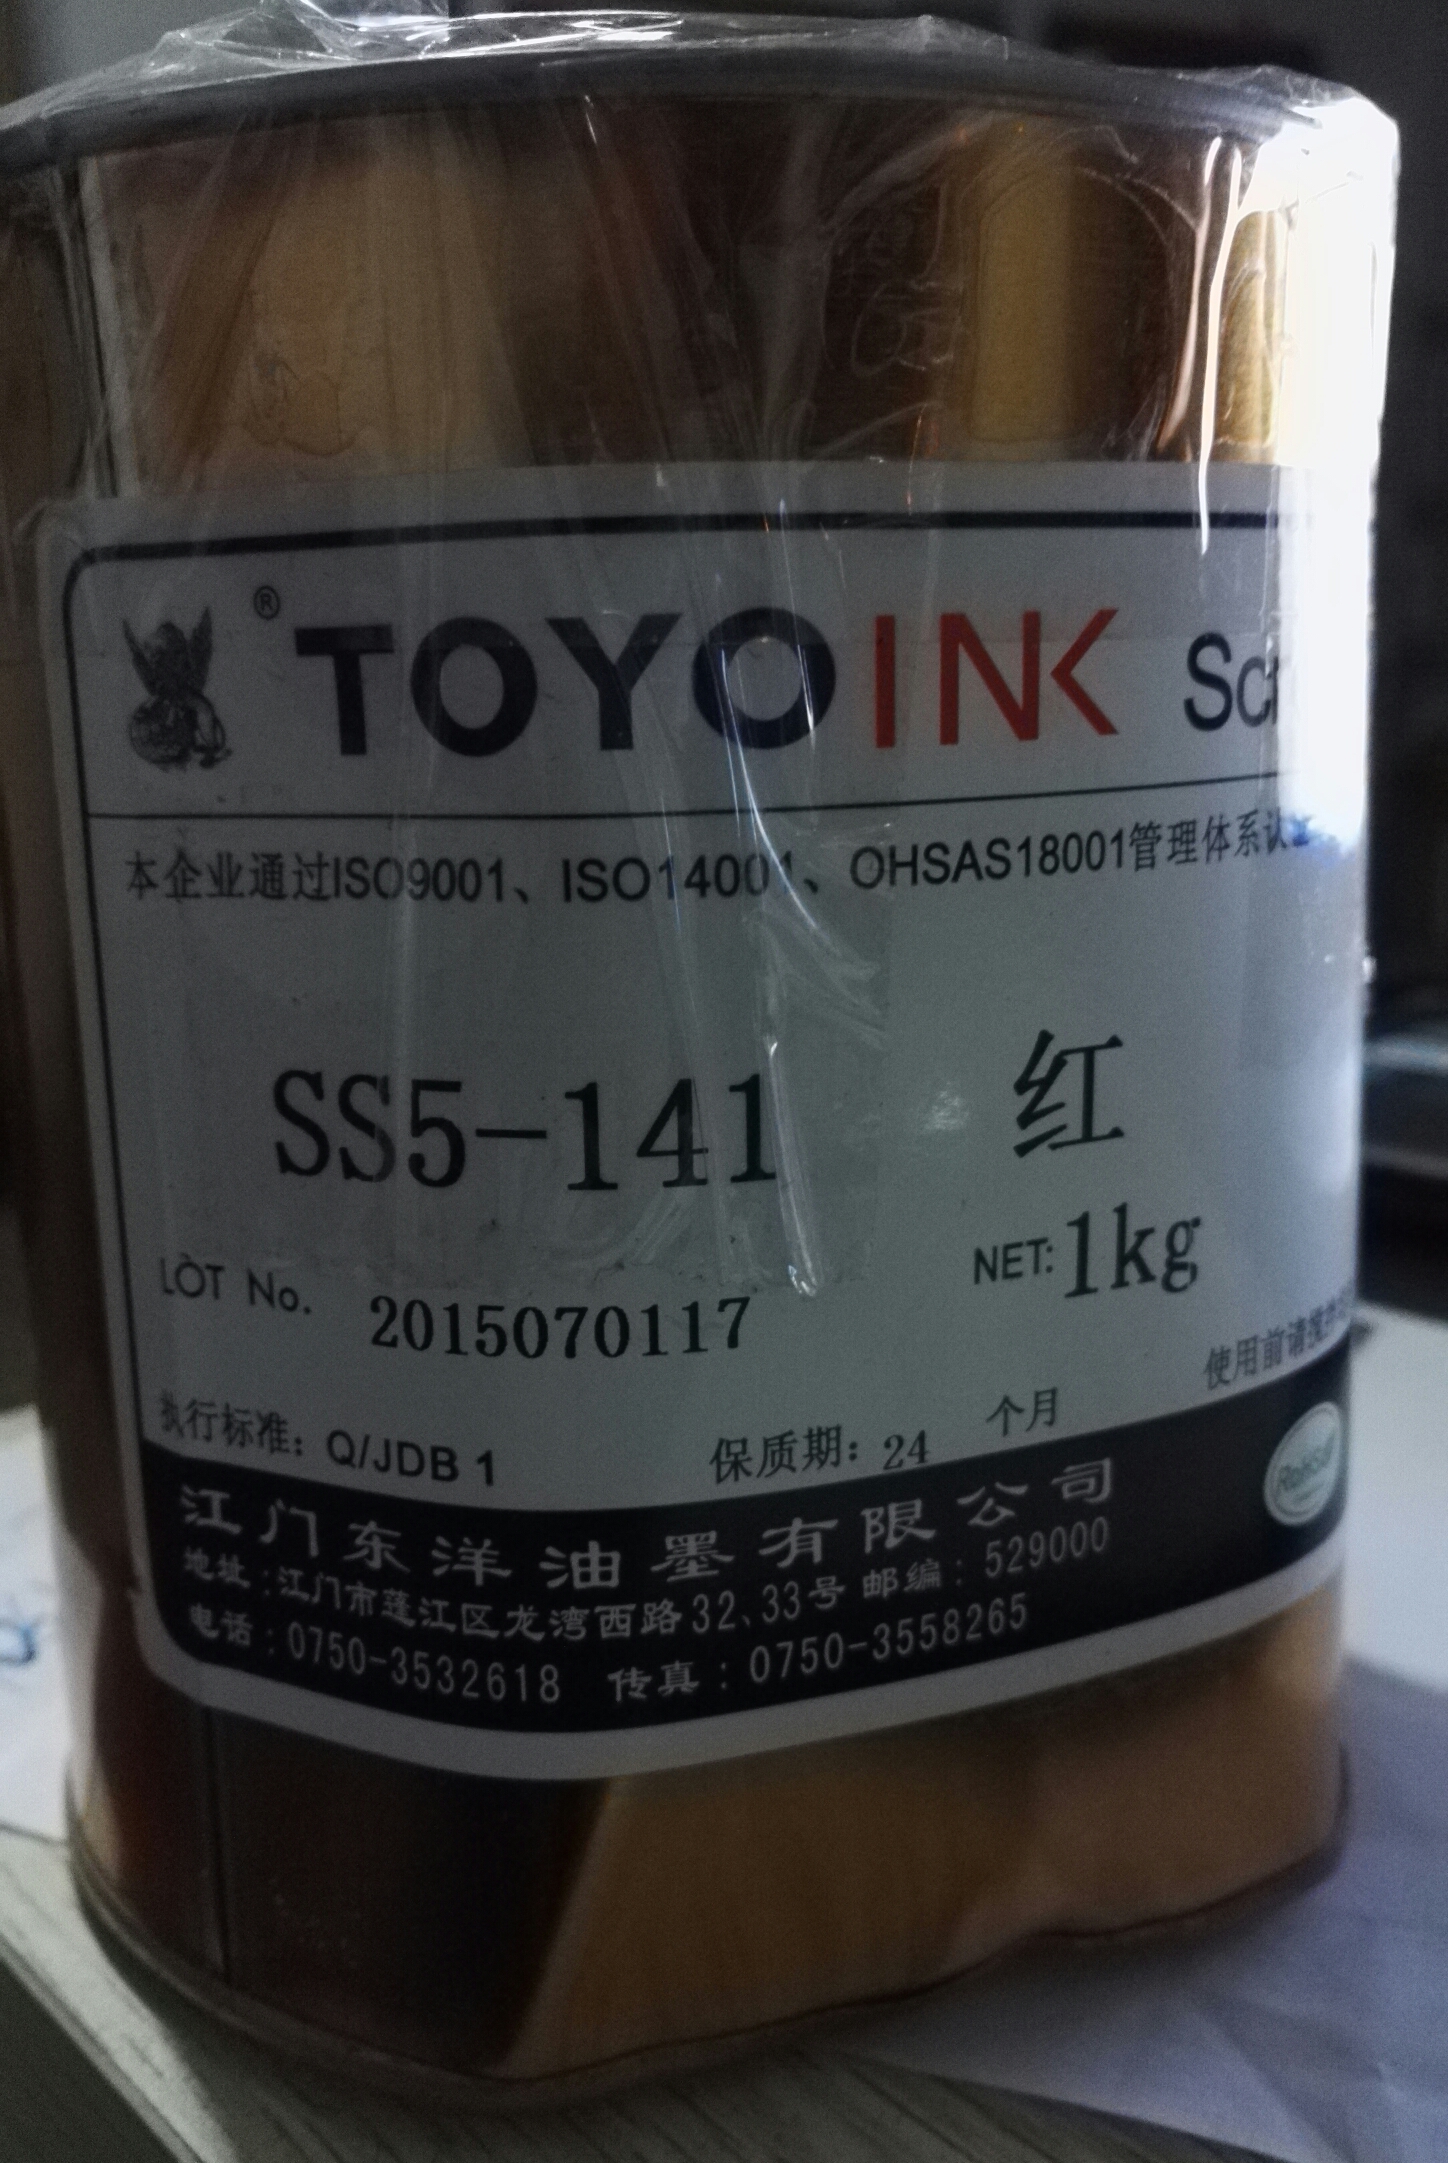 ® TOYO INK Scr
本企业通过ISO9001、ISO14001、OHSAS18001管理体系认
SS5-141 红
NET: 1kg
LOT No. 2015070117
使用前请搅拌
执行标准：Q/JDB 1 保质期：24 个月
江门东洋油墨有限公司
地址：江门市蓬江区龙湾西路32、33号 邮编：529000
电话：0750-3532618 传真：0750-3558265